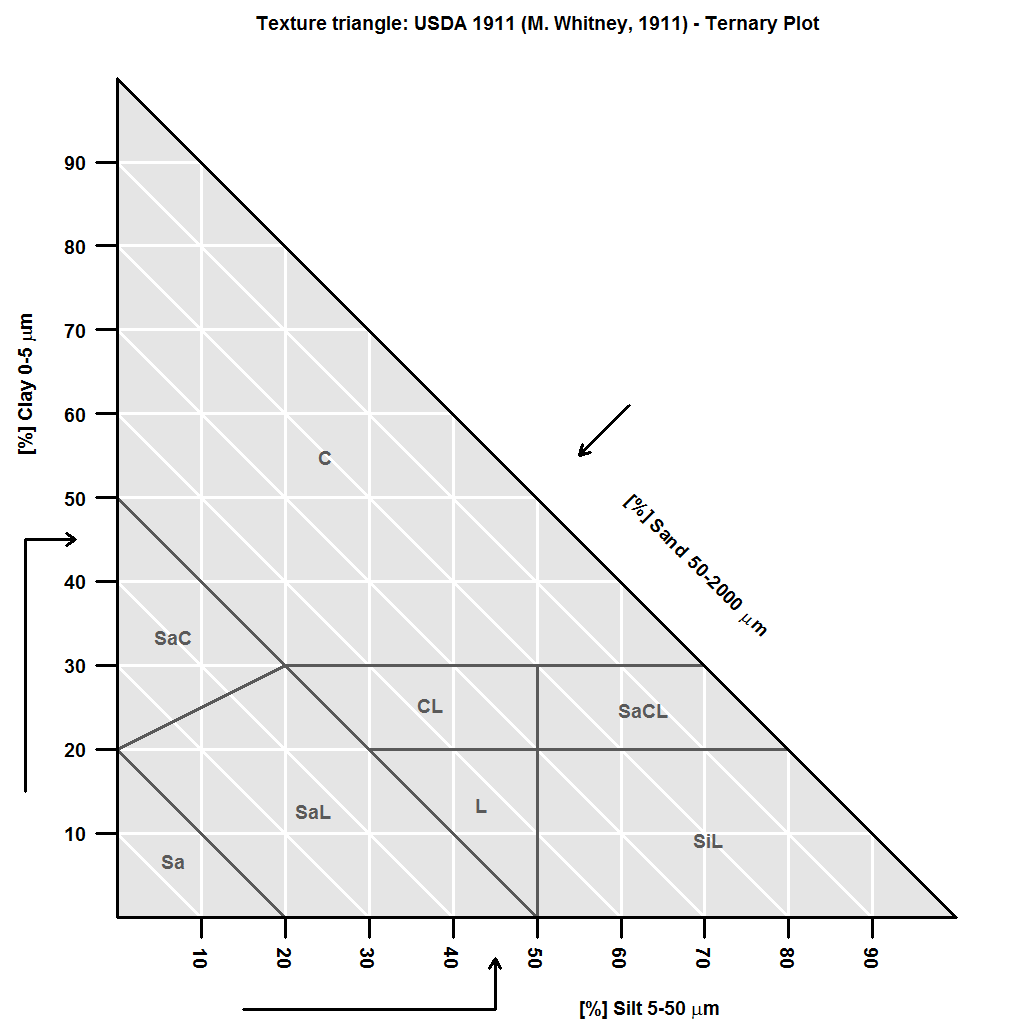 Texture triangle: USDA 1911 (M. Whitney, 1911) - Ternary Plot
90
80
70
60
50
40
30
20
10
[%] Clay 0-5 μm
[%] Sand 50-2000 μm
C
SaC
CL
SaCL
SaL
L
SiL
Sa
10
20
30
40
50
60
70
80
90
[%] Silt 5-50 μm